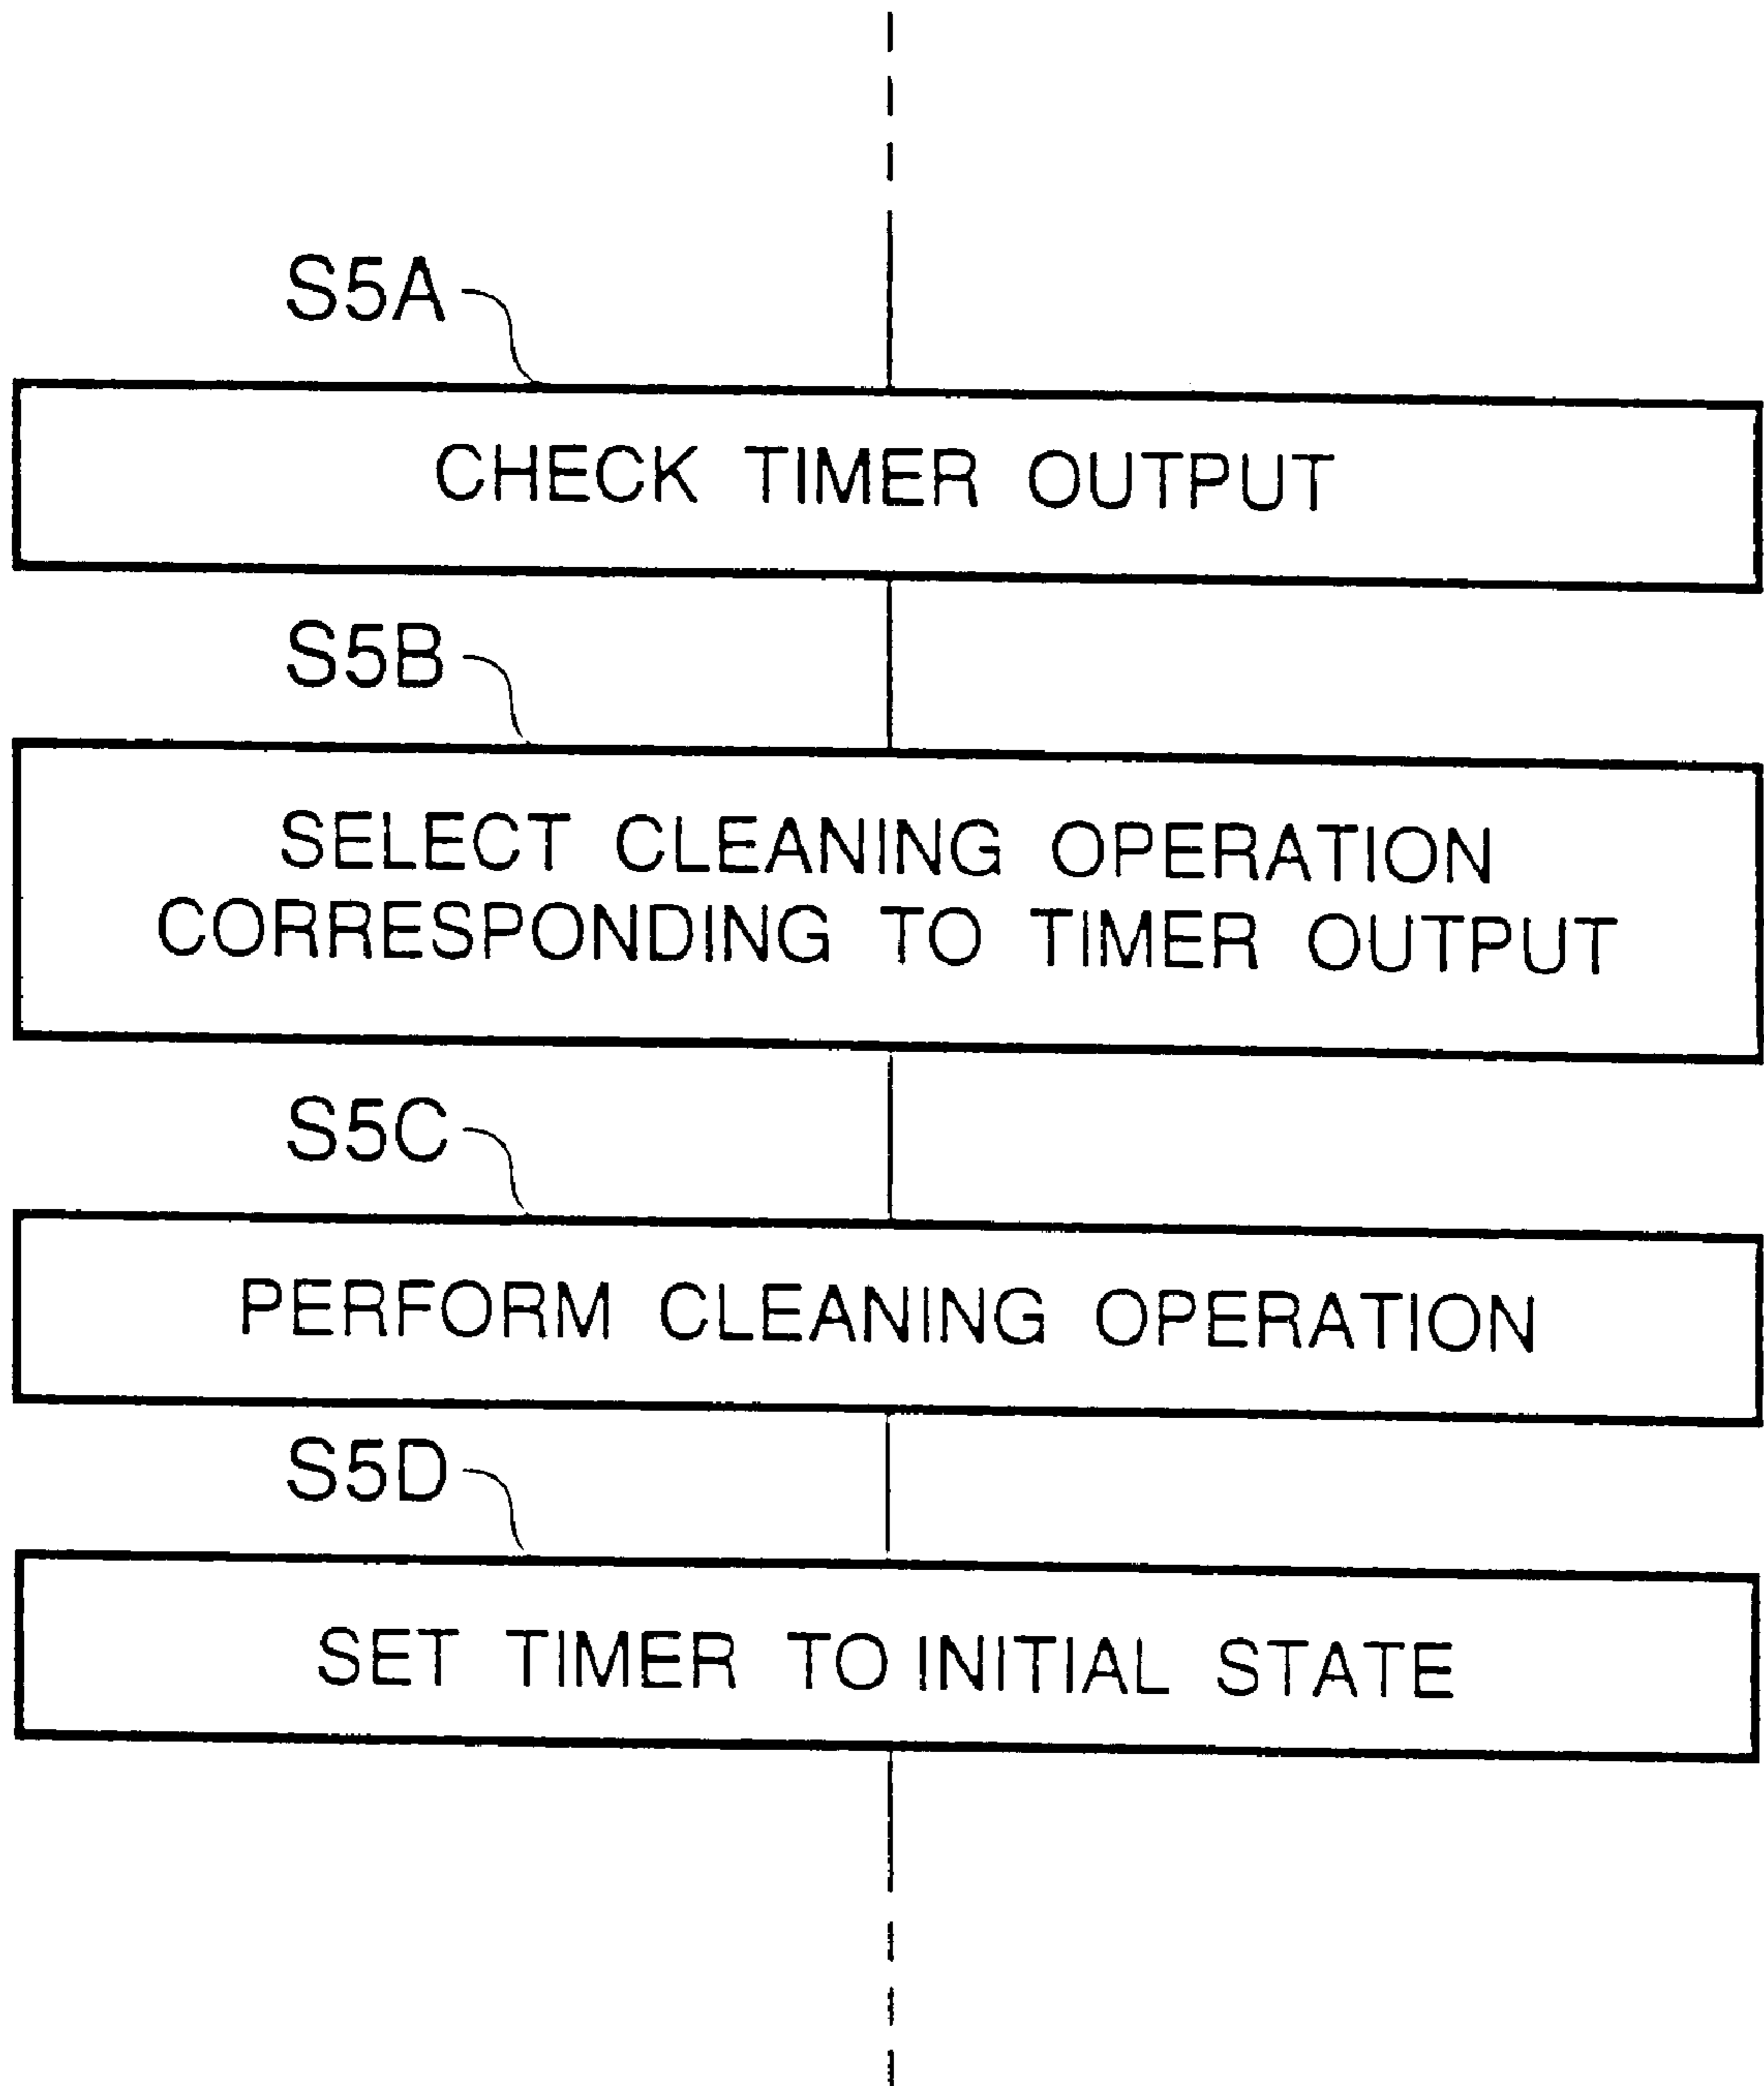 S5A
CHECK TIMER OUTPUT
S5B
SELECT CLEANING OPERATION
CORRESPONDING TO TIMER OUTPUT
S5C
PERFORM CLEANING OPERATION
S5D
SET TIMER TO INITIAL STATE